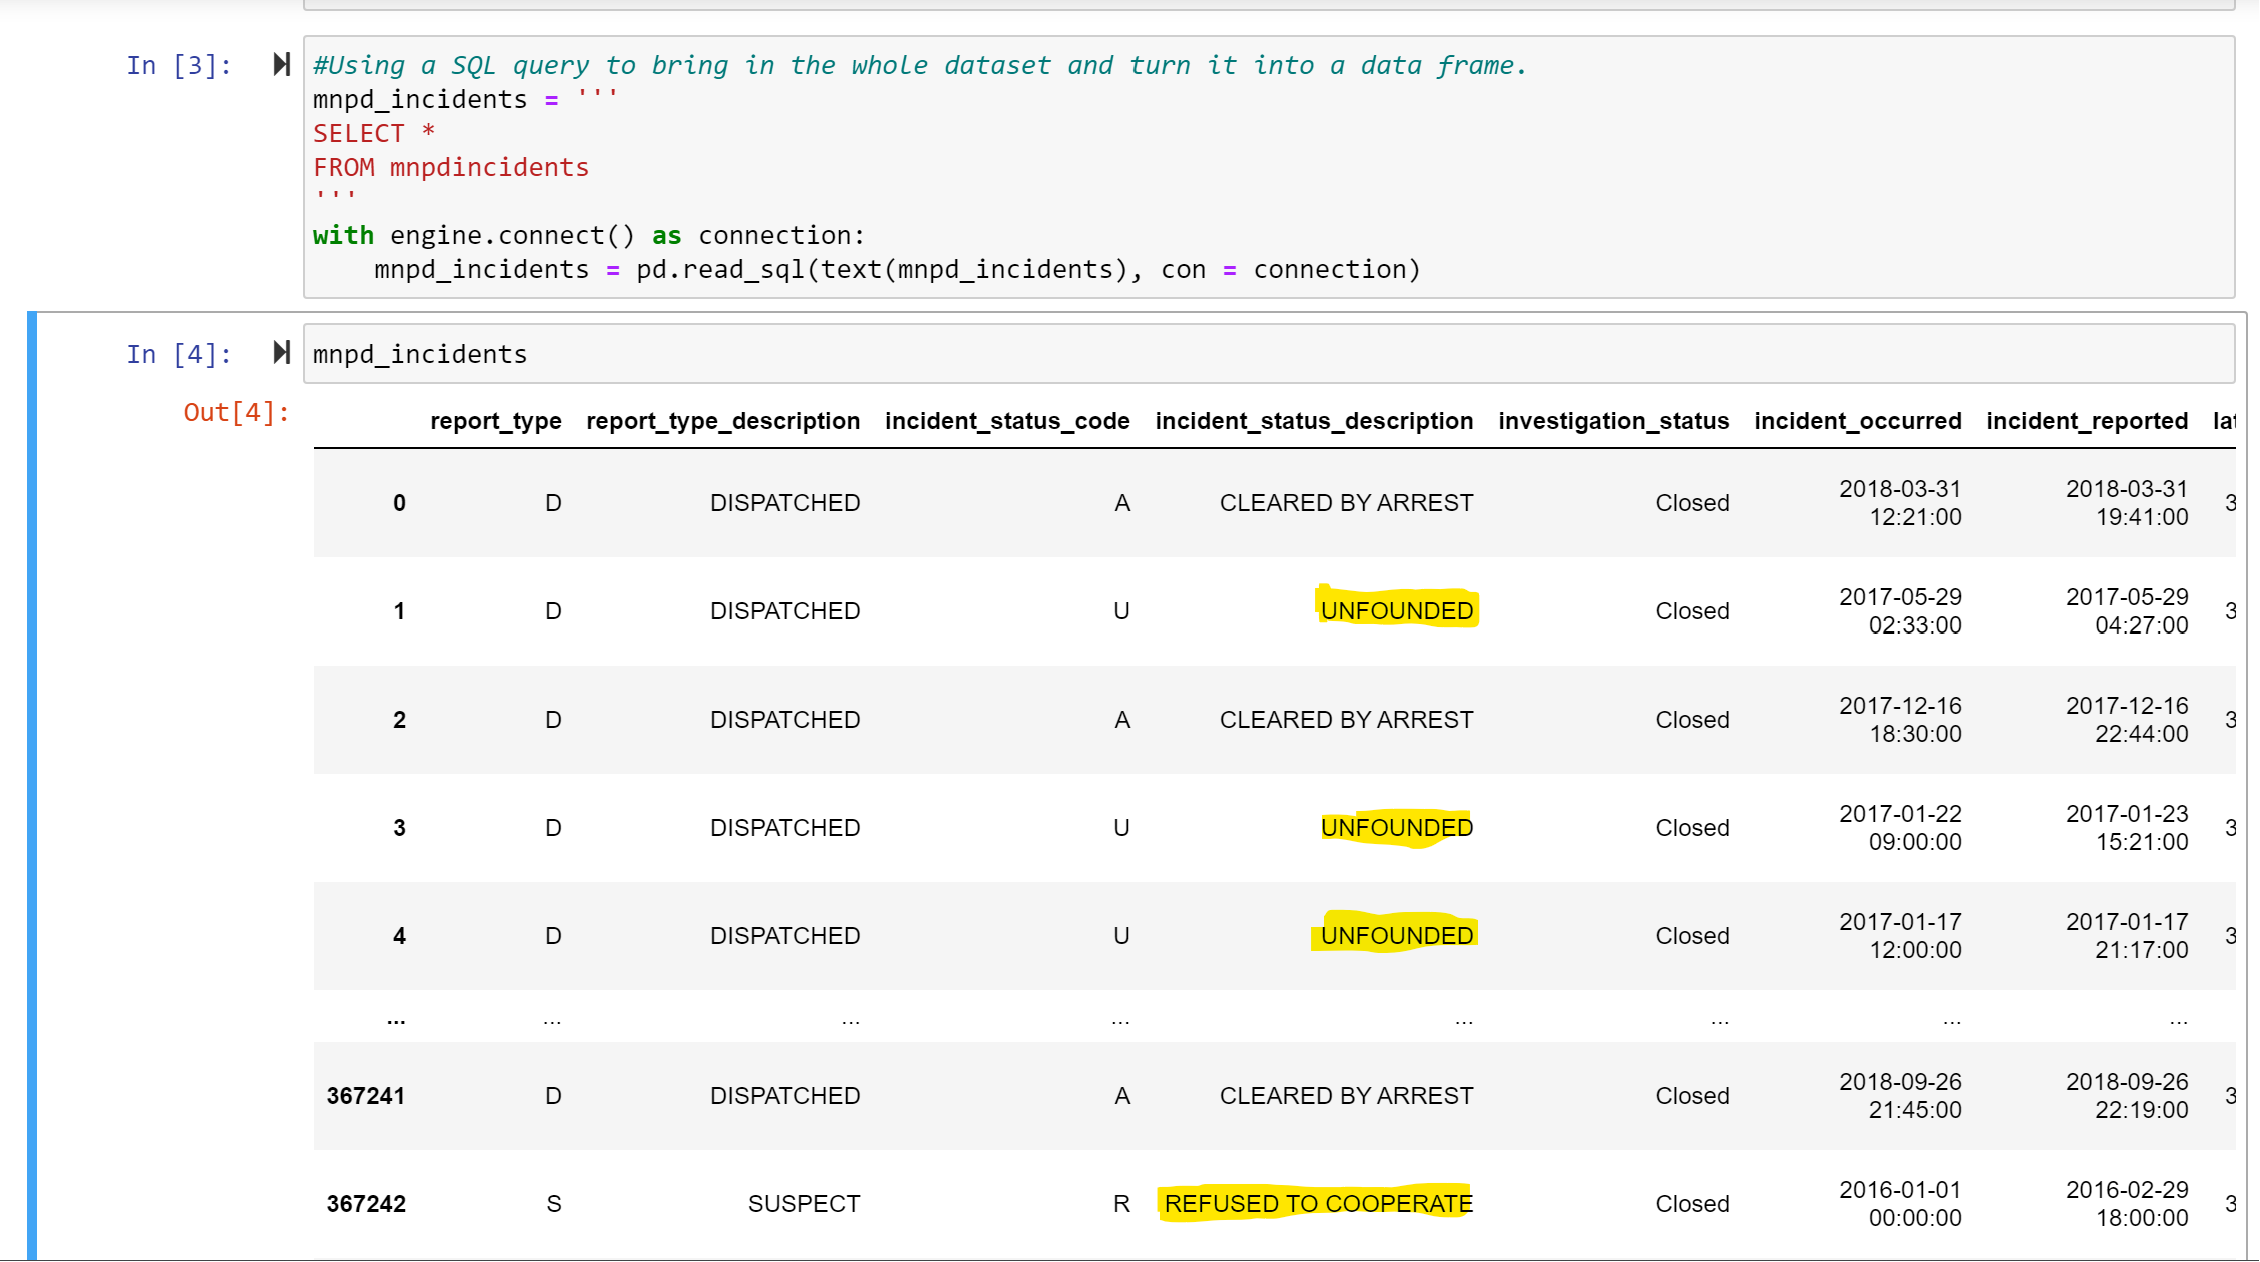 In [3]:
#Using a SQL query to bring in the whole dataset and turn it into a data frame.
mnpd_incidents = '''
SELECT *
FROM mnpdincidents
'''
with engine.connect() as connection:
    mnpd_incidents = pd.read_sql(text(mnpd_incidents), con = connection)
In [4]:
mnpd_incidents
Out[4]:
report_type report_type_description incident_status_code incident_status_description investigation_status incident_occurred incident_reported
0 D DISPATCHED A CLEARED BY ARREST Closed 2018-03-31 12:21:00 2018-03-31 19:41:00 3
1 D DISPATCHED U UNFOUNDED Closed 2017-05-29 02:33:00 2017-05-29 04:27:00 3
2 D DISPATCHED A CLEARED BY ARREST Closed 2017-12-16 18:30:00 2017-12-16 22:44:00 3
3 D DISPATCHED U UNFOUNDED Closed 2017-01-22 09:00:00 2017-01-23 15:21:00 3
4 D DISPATCHED U UNFOUNDED Closed 2017-01-17 12:00:00 2017-01-17 21:17:00 3
... ... ... ... ... ... ... ...
367241 D DISPATCHED A CLEARED BY ARREST Closed 2018-09-26 21:45:00 2018-09-26 22:19:00 3
367242 S SUSPECT R REFUSED TO COOPERATE Closed 2016-01-01 00:00:00 2016-02-29 18:00:00 3